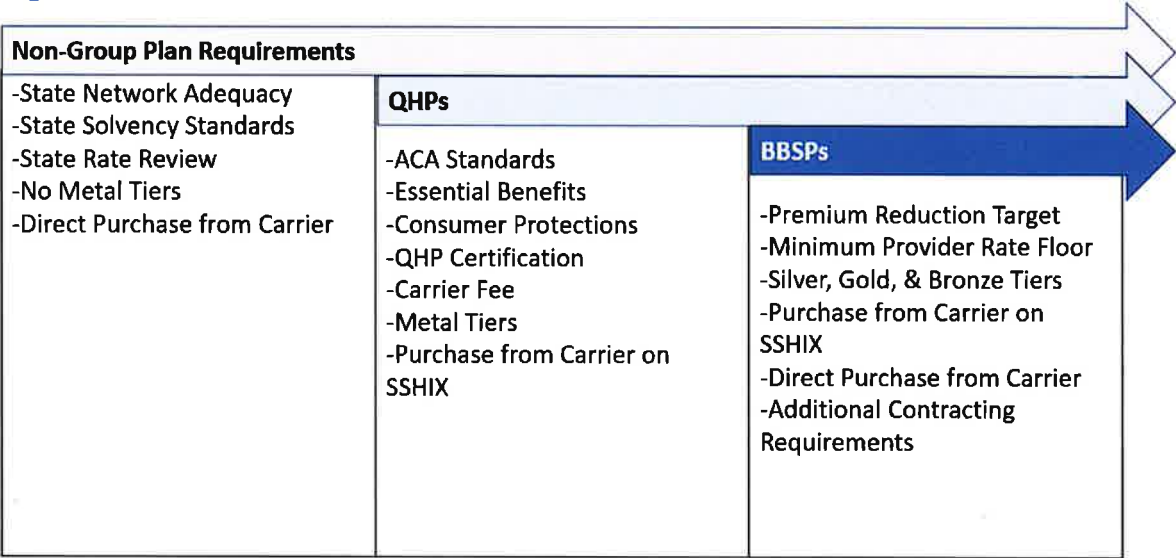 Non-Group Plan Requirements
-State Network Adequacy
-State Solvency Standards
-State Rate Review
-No Metal Tiers
-Direct Purchase from Carrier
QHPs
-ACA Standards
-Essential Benefits
-Consumer Protections
-QHP Certification
-Carrier Fee
-Metal Tiers
-Purchase from Carrier on
SSHIX
BBSPs
-Premium Reduction Target
-Minimum Provider Rate Floor
-Silver, Gold, & Bronze Tiers
-Purchase from Carrier on
SSHIX
-Direct Purchase from Carrier
-Additional Contracting
Requirements